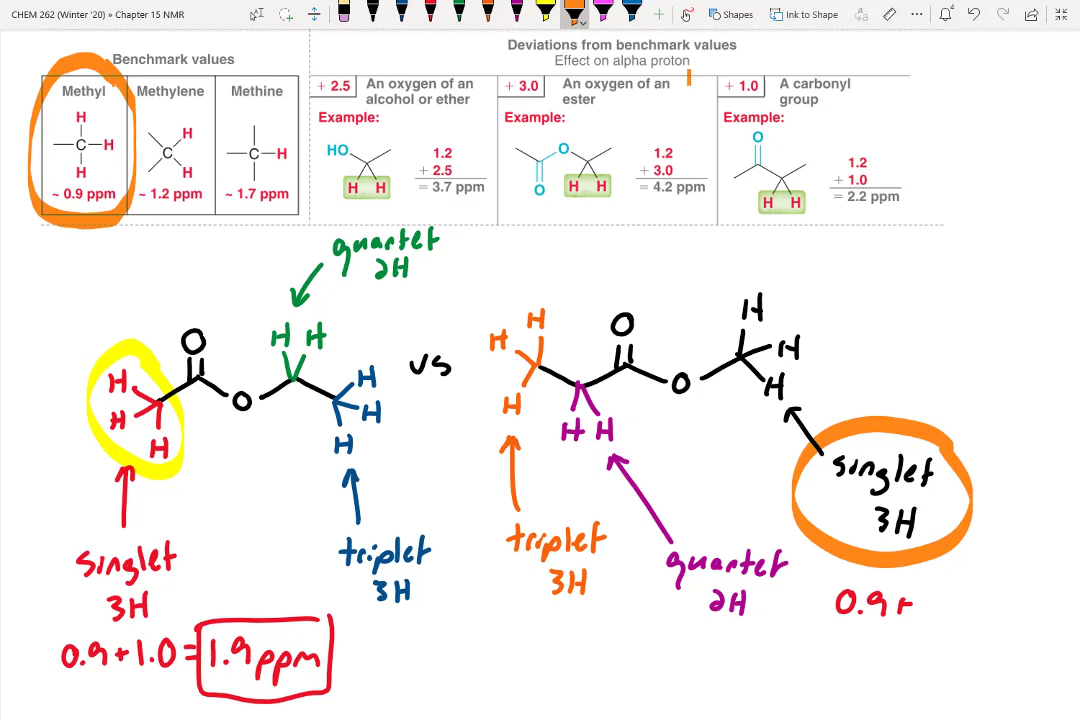 CHEM 262 (Winter '20) » Chapter 15 NMR
Shapes
Ink to Shape
4
Benchmark values
Deviations from benchmark values
Effect on alpha proton
Methyl
H
C H
H
~ 0.9 ppm
Methylene
H
C
H
~ 1.2 ppm
Methine
C H
~ 1.7 ppm
+ 2.5
An oxygen of an
alcohol or ether
Example:
HO
H H
1.2
+ 2.5
= 3.7 ppm
+ 3.0
An oxygen of an
ester
Example:
O
O
H H
1.2
+ 3.0
= 4.2 ppm
+ 1.0
A carbonyl
group
Example:
O
H H
1.2
+ 1.0
= 2.2 ppm
quartet
2H
O
H H
H
H
H
O
H
H
H
vs
H
H
H
O
H H
O
H
H
H
singlet
3H
0.9+1.0=1.9ppm
triplet
3H
triplet
3H
quartet
2H
singlet
3H
0.9